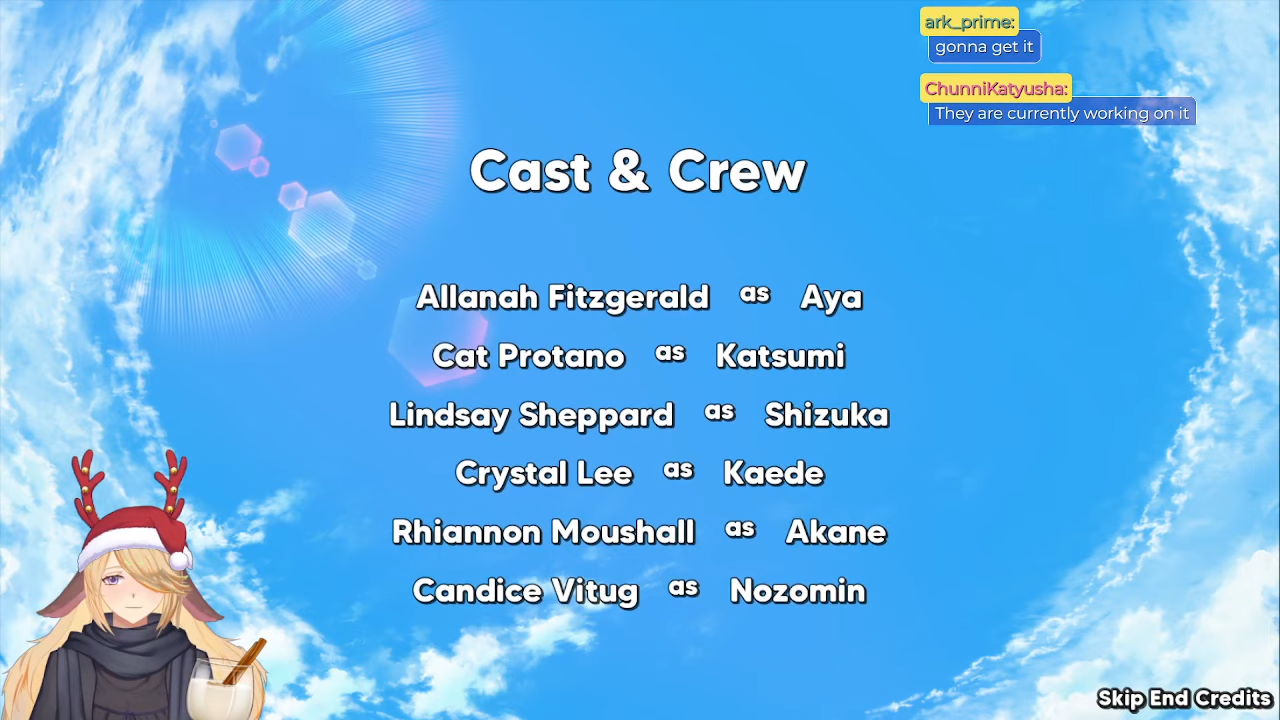 ark_prime:
gonna get it
ChunniKatyusha:
They are currently working on it
Cast & Crew
Allanah Fitzgerald as Aya
Cat Protano as Katsumi
Lindsay Sheppard as Shizuka
Crystal Lee as Kaede
Rhiannon Moushall as Akane
Candice Vitug as Nozomin
Skip End Credits